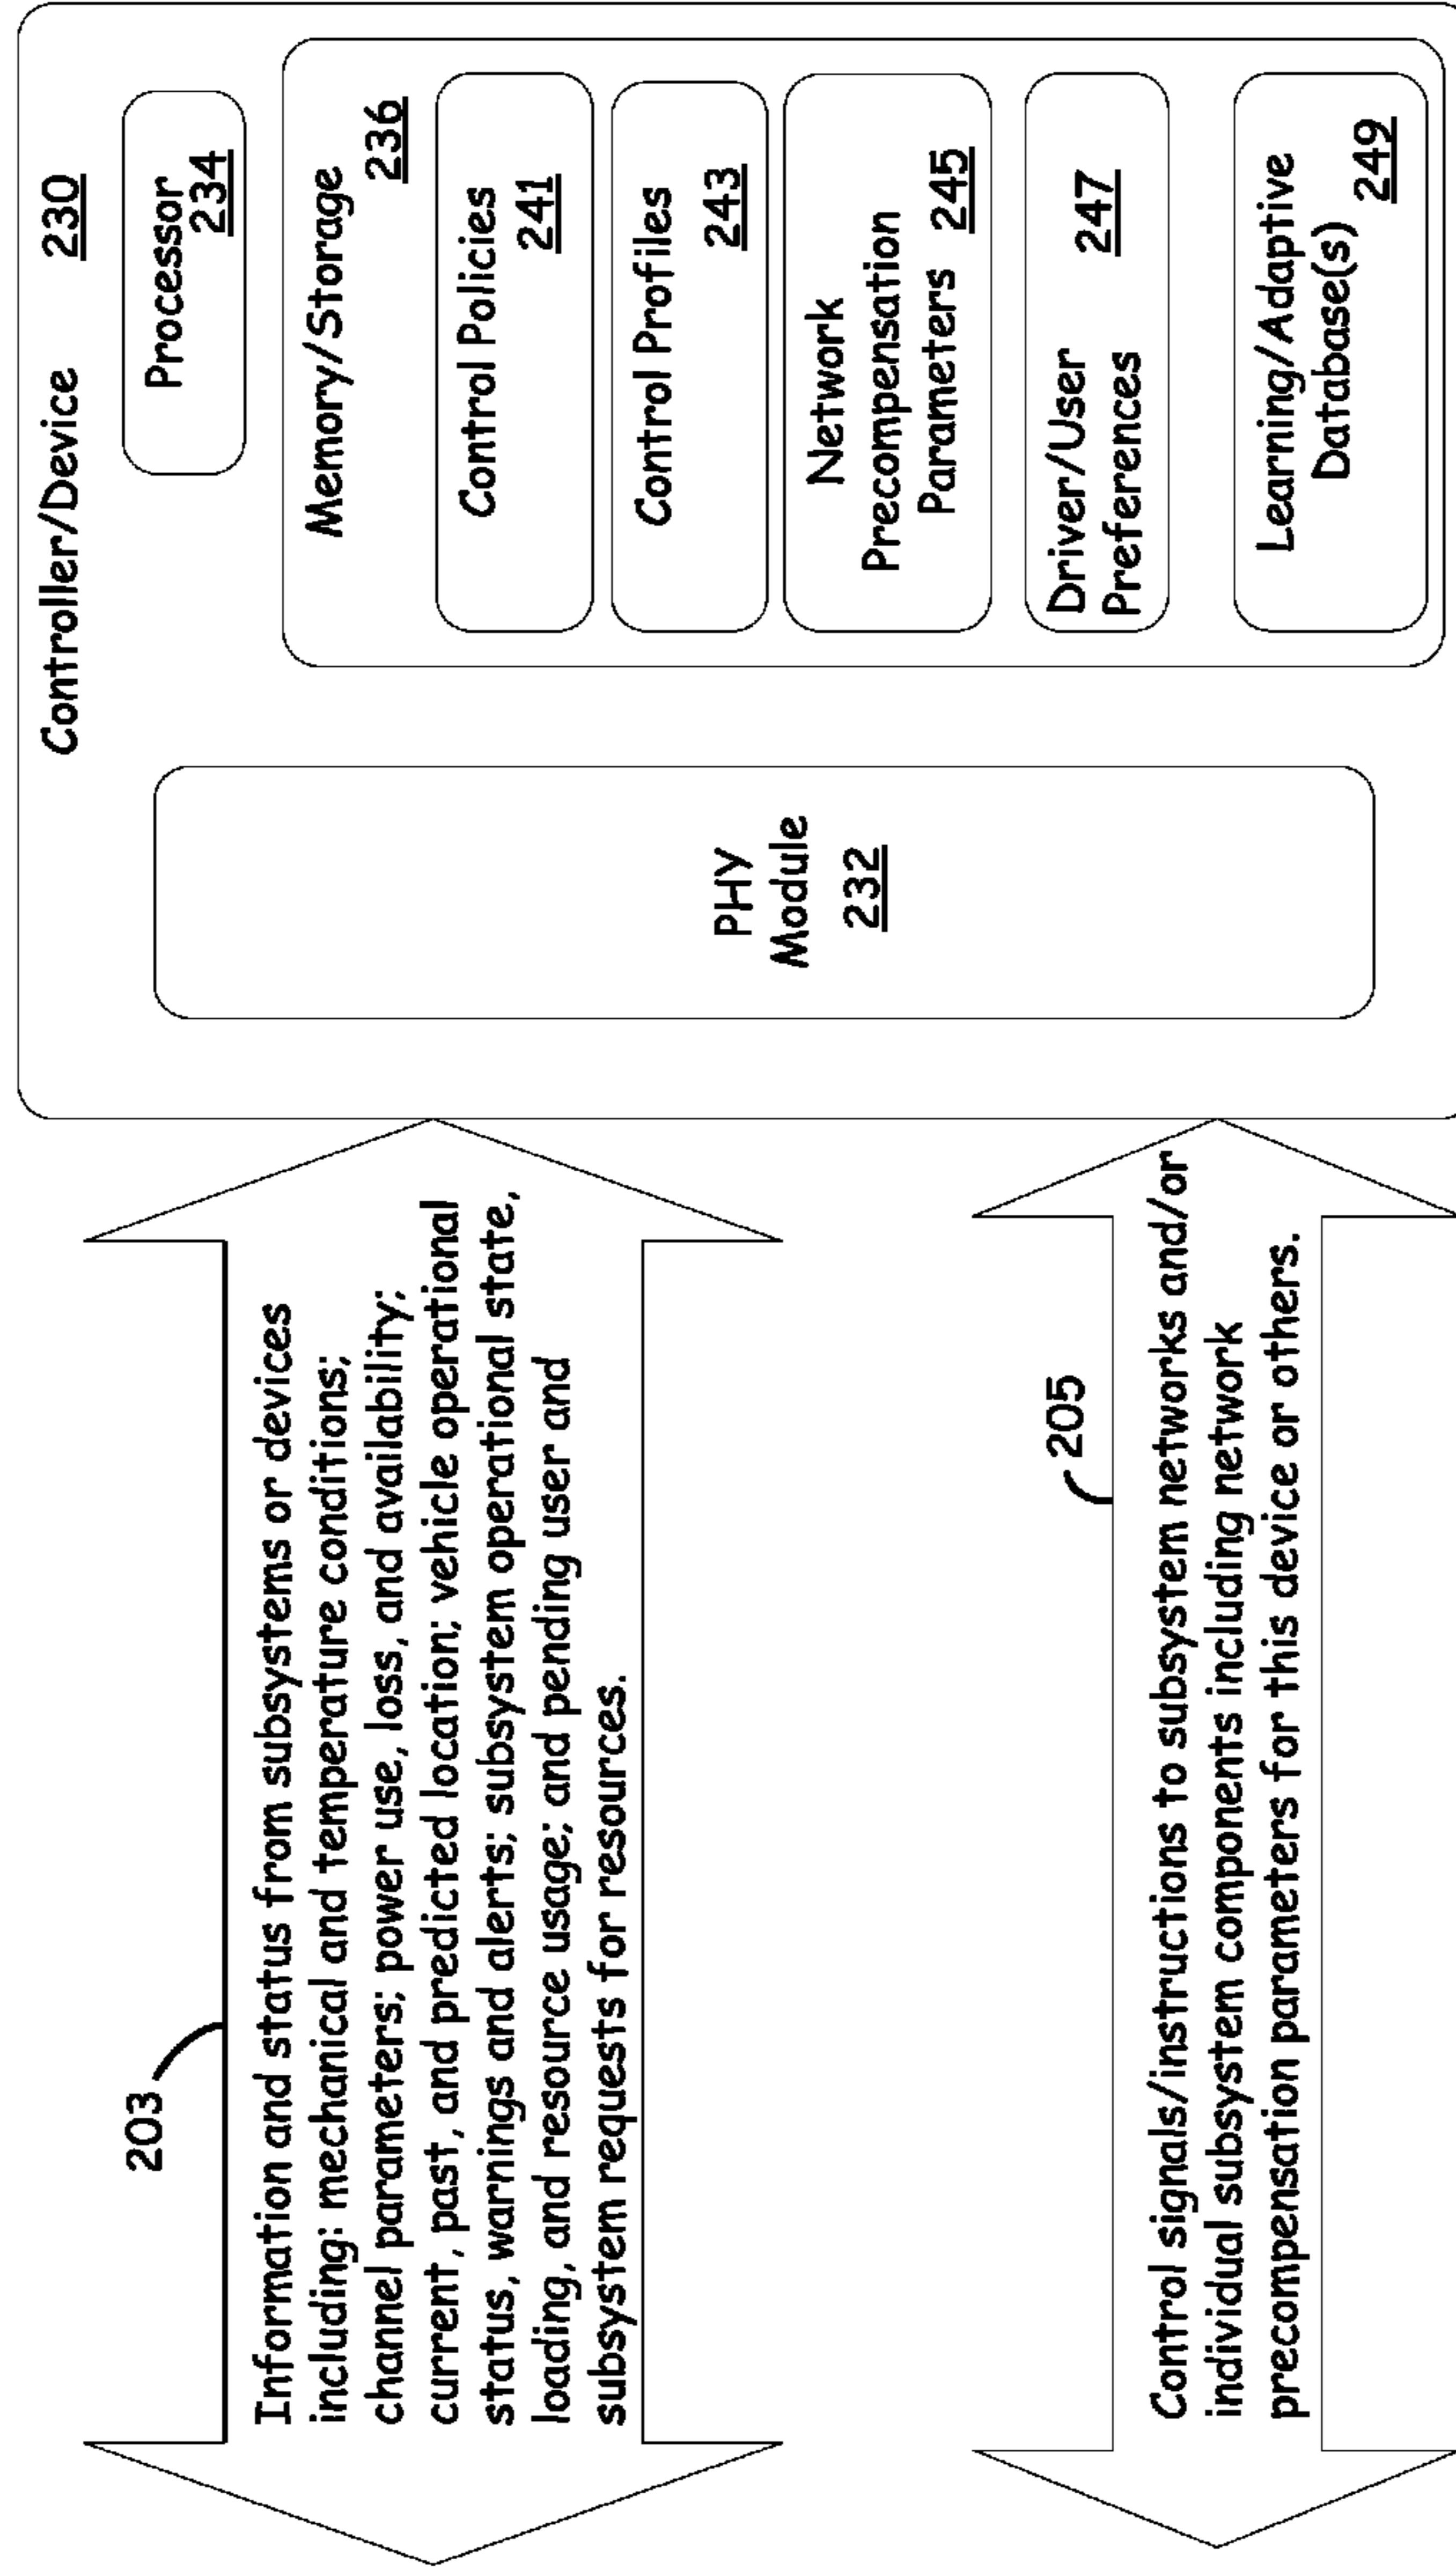 203
Information and status from subsystems or devices
including: mechanical and temperature conditions;
channel parameters; power use, loss, and availability;
current, past, and predicted location; vehicle operational
status, warnings and alerts; subsystem operational state,
loading, and resource usage; and pending user and
subsystem requests for resources.
205
Control signals/instructions to subsystem networks and/or
individual subsystem components including network
precompensation parameters for this device or others.
Controller/Device 230
PHY
Module
232
Processor
234
Memory/Storage
236
Control Policies
241
Control Profiles
243
Network
Precompensation
Parameters 245
Driver/User
Preferences
247
Learning/Adaptive
Database(s)
249